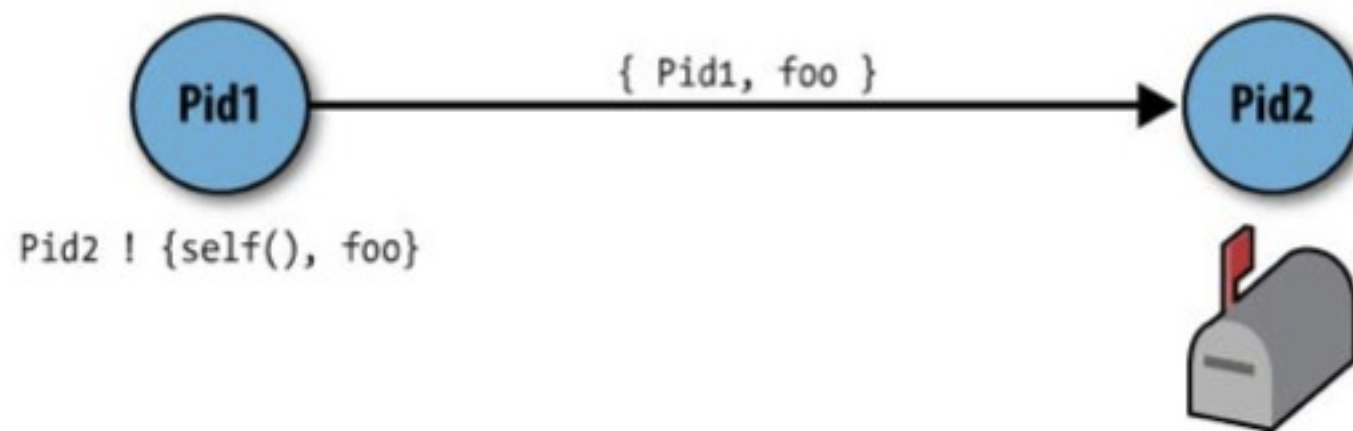 { Pid1, foo }
Pid1
Pid2
Pid2 ! {self(), foo}